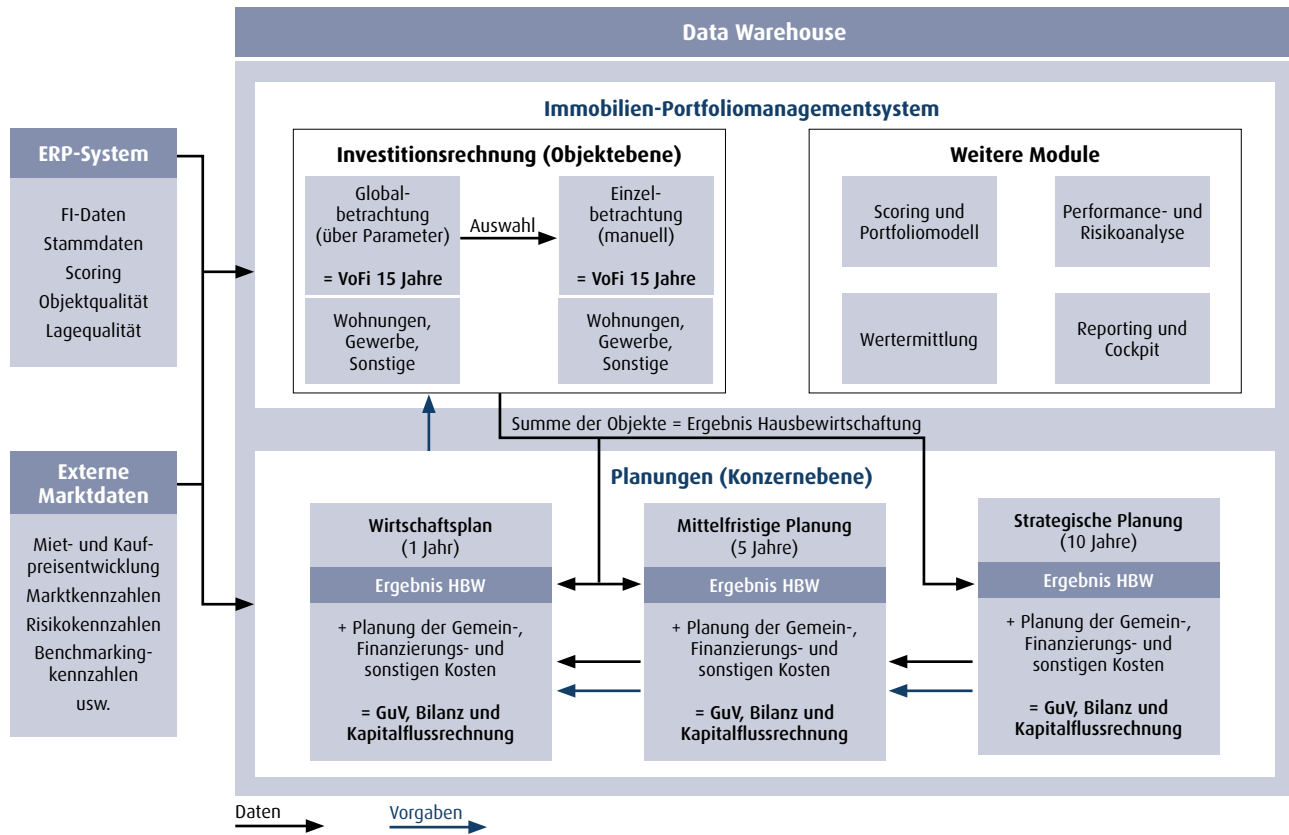 Data Warehouse
Immobilien-Portfoliomanagementsystem
ERP-System
FI-Daten
Stammdaten
Scoring
Objektqualität
Lagequalität
Externe
Marktdaten
Miet- und Kauf-
preisentwicklung
Marktkennzahlen
Risikokennzahlen
Benchmarking-
kennzahlen
usw.
Investitionsrechnung (Objektebene)
Global-
betrachtung
(über Parameter)
= VoFi 15 Jahre
Wohnungen,
Gewerbe,
Sonstige
Auswahl
Einzel-
betrachtung
(manuell)
= VoFi 15 Jahre
Wohnungen,
Gewerbe,
Sonstige
Weitere Module
Scoring und
Portfoliomodell
Performance- und
Risikoanalyse
Wertermittlung
Reporting und
Cockpit
Summe der Objekte = Ergebnis Hausbewirtschaftung
Planungen (Konzernebene)
Wirtschaftsplan
(1 Jahr)
Ergebnis HBW
+ Planung der Gemein-,
Finanzierungs- und
sonstigen Kosten
= GuV, Bilanz und
Kapitalflussrechnung
Mittelfristige Planung
(5 Jahre)
Ergebnis HBW
+ Planung der Gemein-,
Finanzierungs- und
sonstigen Kosten
= GuV, Bilanz und
Kapitalflussrechnung
Strategische Planung
(10 Jahre)
Ergebnis HBW
+ Planung der Gemein-,
Finanzierungs- und
sonstigen Kosten
= GuV, Bilanz und
Kapitalflussrechnung
Daten
Vorgaben